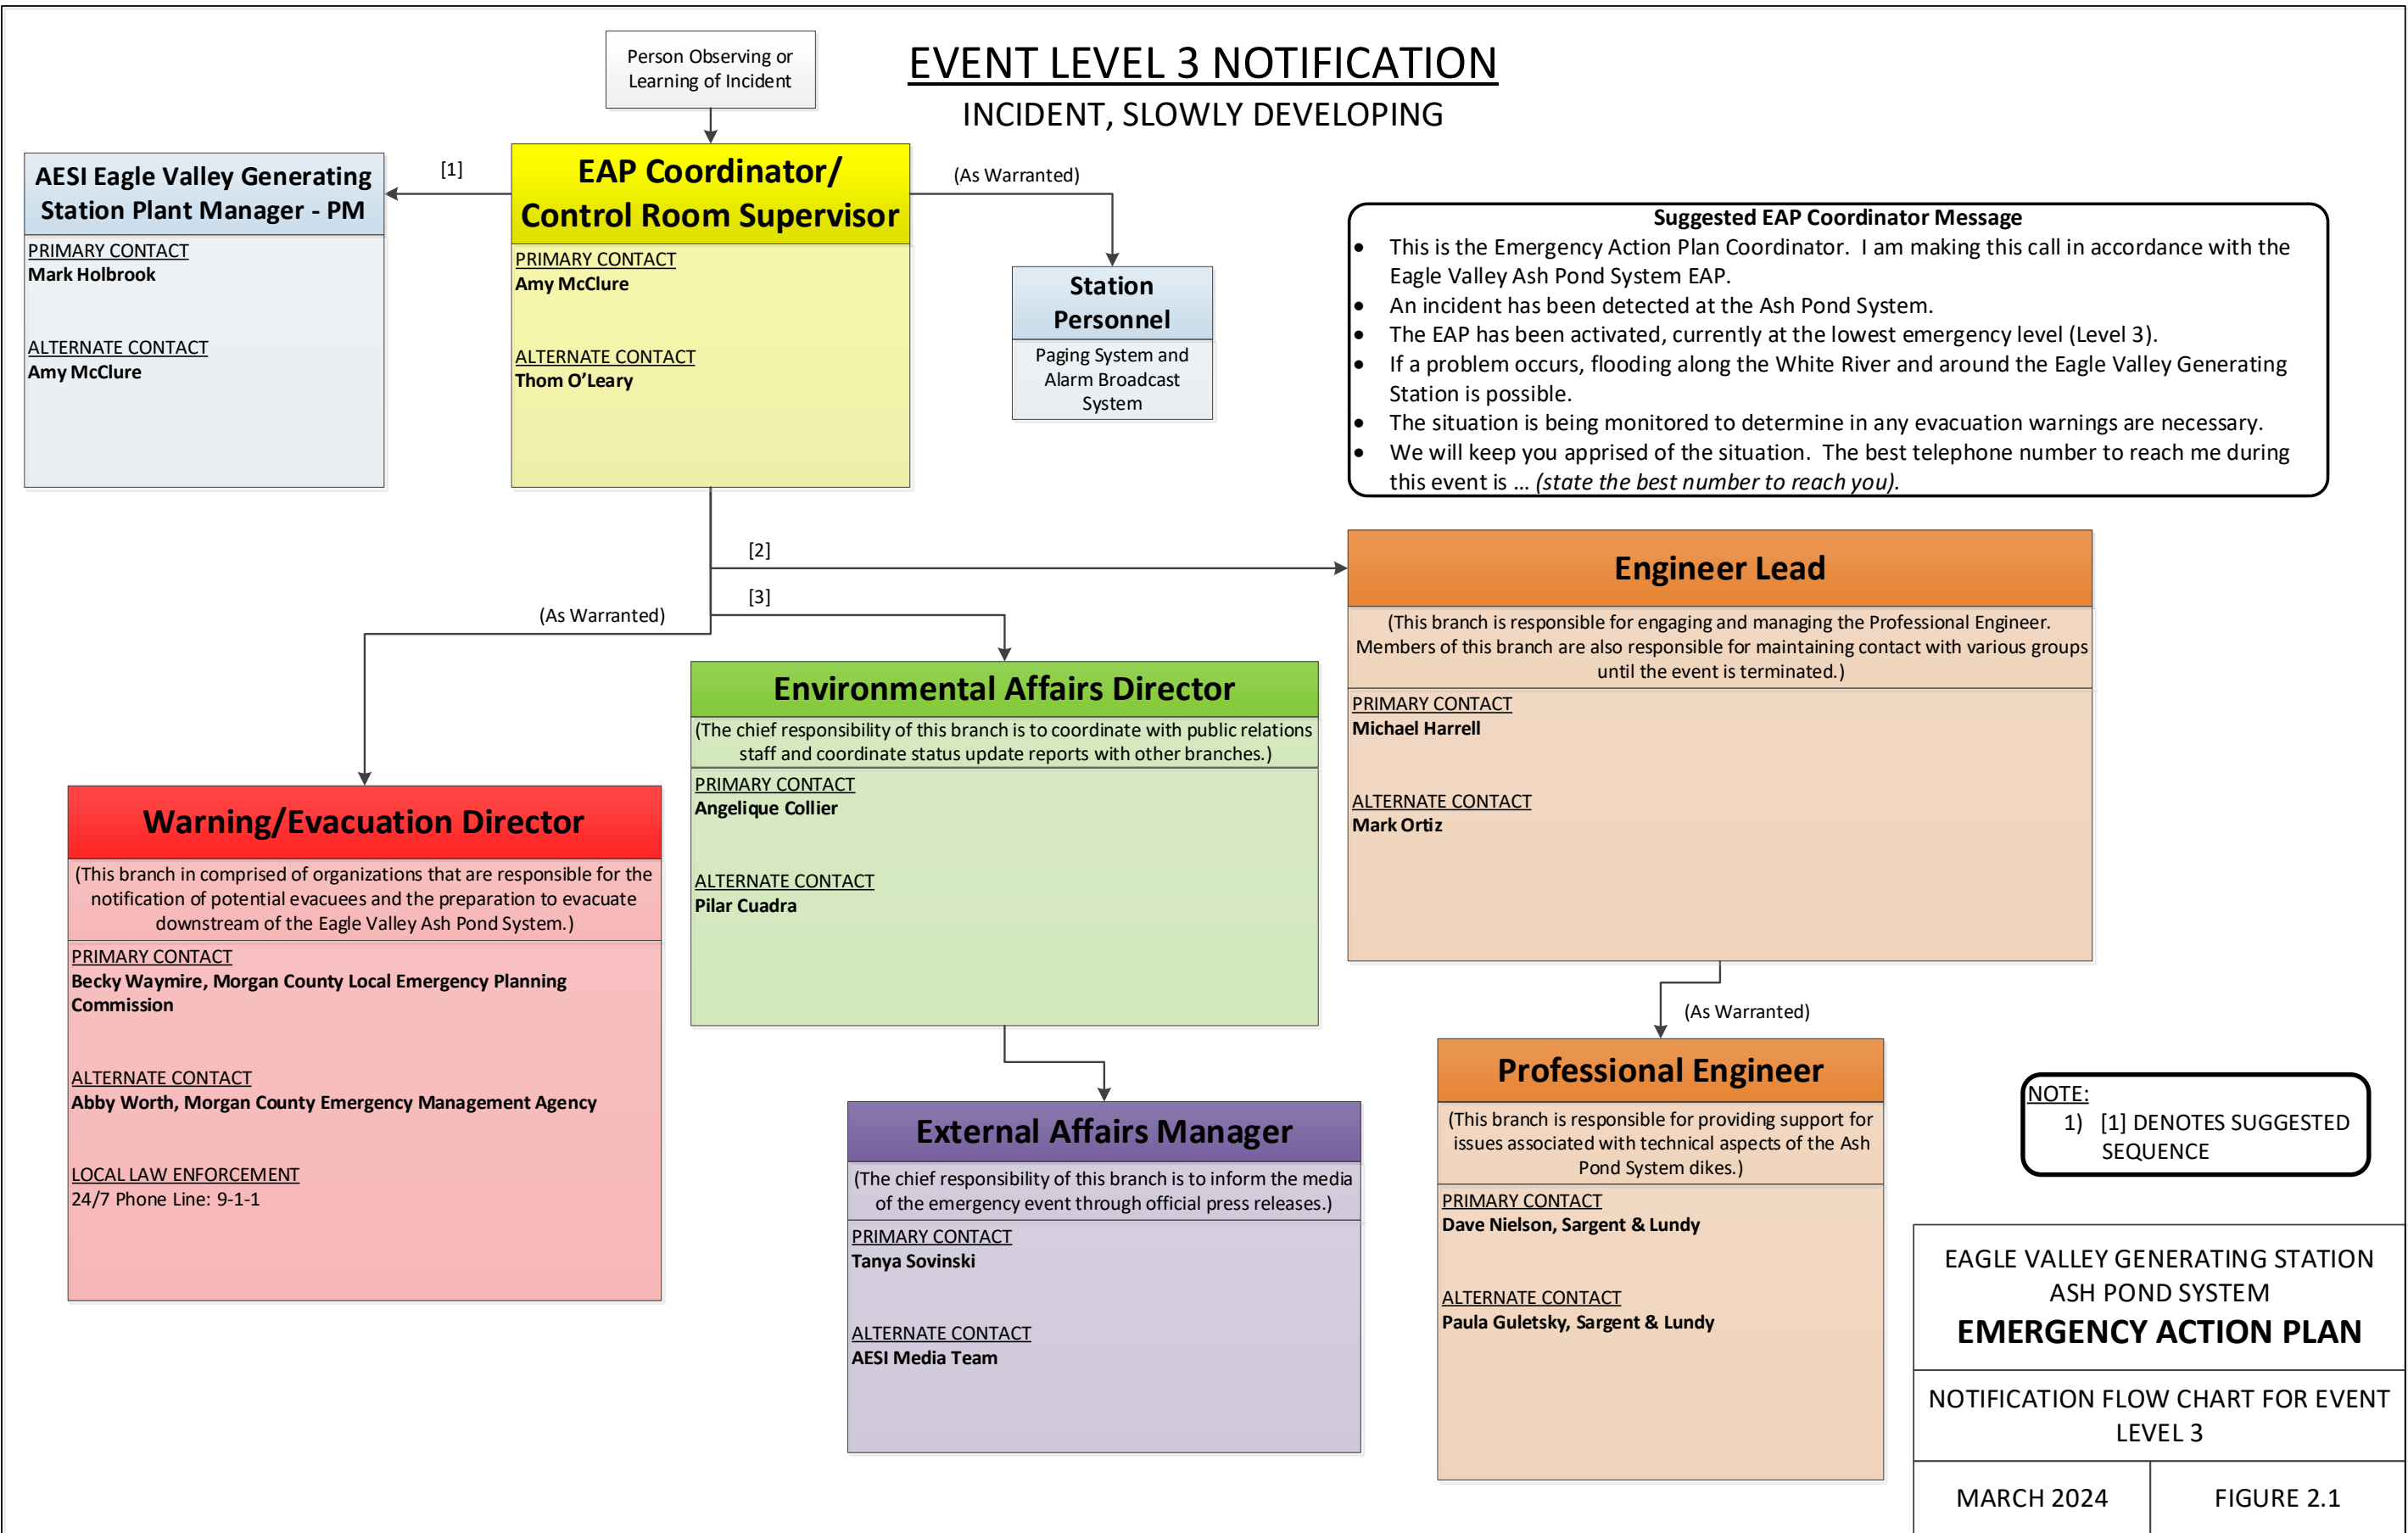 Person Observing or
Learning of Incident
EVENT LEVEL 3 NOTIFICATION
INCIDENT, SLOWLY DEVELOPING
AESI Eagle Valley Generating
Station Plant Manager - PM
PRIMARY CONTACT
Mark Holbrook
ALTERNATE CONTACT
Amy McClure
[1]
EAP Coordinator/
Control Room Supervisor
PRIMARY CONTACT
Amy McClure
ALTERNATE CONTACT
Thom O’Leary
(As Warranted)
Station
Personnel
Paging System and
Alarm Broadcast
System
Suggested EAP Coordinator Message
• This is the Emergency Action Plan Coordinator.  I am making this call in accordance with the
Eagle Valley Ash Pond System EAP.
• An incident has been detected at the Ash Pond System.
• The EAP has been activated, currently at the lowest emergency level (Level 3).
• If a problem occurs, flooding along the White River and around the Eagle Valley Generating
Station is possible.
• The situation is being monitored to determine in any evacuation warnings are necessary.
• We will keep you apprised of the situation.  The best telephone number to reach me during
this event is … (state the best number to reach you).
[2]
[3]
(As Warranted)
Engineer Lead
(This branch is responsible for engaging and managing the Professional Engineer.
Members of this branch are also responsible for maintaining contact with various groups
until the event is terminated.)
PRIMARY CONTACT
Michael Harrell
ALTERNATE CONTACT
Mark Ortiz
Environmental Affairs Director
(The chief responsibility of this branch is to coordinate with public relations
staff and coordinate status update reports with other branches.)
PRIMARY CONTACT
Angelique Collier
ALTERNATE CONTACT
Pilar Cuadra
Warning/Evacuation Director
(This branch in comprised of organizations that are responsible for the
notification of potential evacuees and the preparation to evacuate
downstream of the Eagle Valley Ash Pond System.)
PRIMARY CONTACT
Becky Waymire, Morgan County Local Emergency Planning
Commission
ALTERNATE CONTACT
Abby Worth, Morgan County Emergency Management Agency
LOCAL LAW ENFORCEMENT
24/7 Phone Line: 9-1-1
External Affairs Manager
(The chief responsibility of this branch is to inform the media
of the emergency event through official press releases.)
PRIMARY CONTACT
Tanya Sovinski
ALTERNATE CONTACT
AESI Media Team
(As Warranted)
Professional Engineer
(This branch is responsible for providing support for
issues associated with technical aspects of the Ash
Pond System dikes.)
PRIMARY CONTACT
Dave Nielson, Sargent & Lundy
ALTERNATE CONTACT
Paula Guletsky, Sargent & Lundy
NOTE:
1) [1] DENOTES SUGGESTED
SEQUENCE
EAGLE VALLEY GENERATING STATION
ASH POND SYSTEM
EMERGENCY ACTION PLAN
NOTIFICATION FLOW CHART FOR EVENT
LEVEL 3
MARCH 2024
FIGURE 2.1